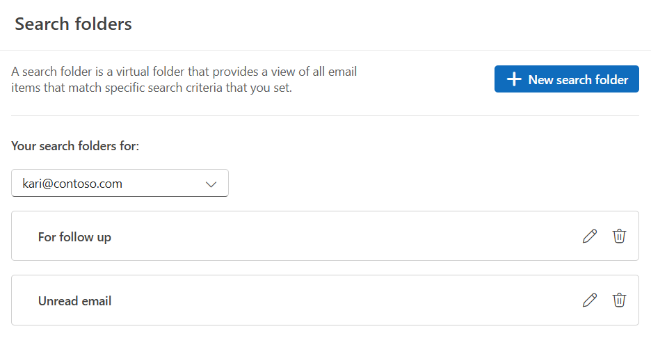 Search folders
A search folder is a virtual folder that provides a view of all email
items that match specific search criteria that you set.
New search folder
Your search folders for:
kari@contoso.com
For follow up
Unread email